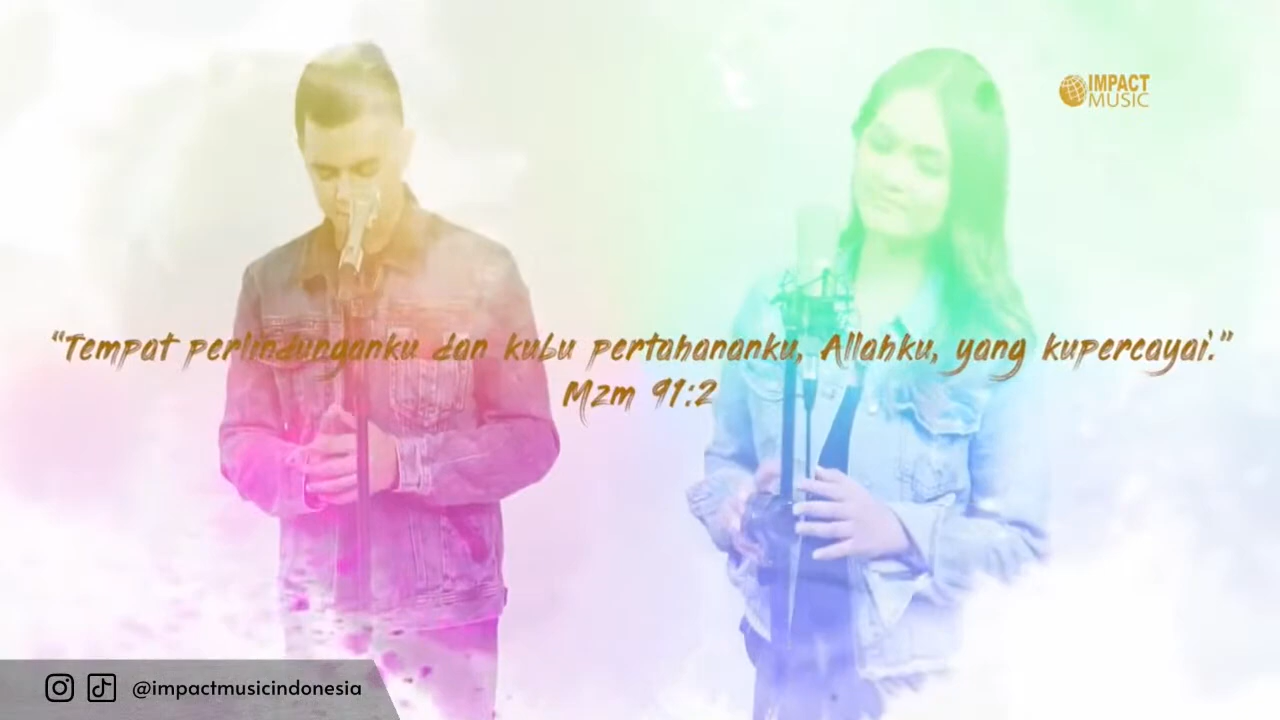 IMPACT
MUSIC
“Tempat perlindunganku dan kubu pertahananku, Allahku, yang kupercayai.”
Mzm 91:2
@impactmusicindonesia